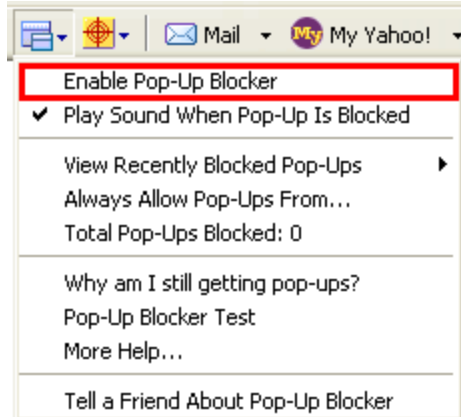 Mail My My Yahoo!
Enable Pop-Up Blocker
Play Sound When Pop-Up Is Blocked
View Recently Blocked Pop-Ups
Always Allow Pop-Ups From...
Total Pop-Ups Blocked: 0
Why am I still getting pop-ups?
Pop-Up Blocker Test
More Help...
Tell a Friend About Pop-Up Blocker